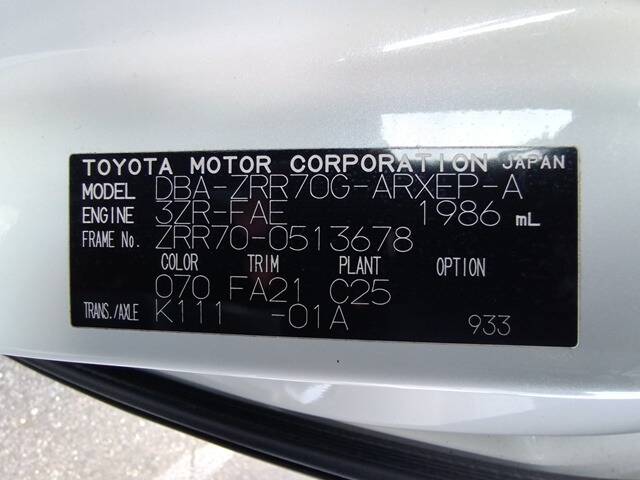 TOYOTA MOTOR CORPORATION JAPAN
MODEL DBA-ZRR70G-ARXEP-A
ENGINE 3ZR-FAE 1986 mL
FRAME No. ZRR70-0513678
COLOR TRIM PLANT OPTION
070 FA21 C25
TRANS./AXLE K111 -01A 933